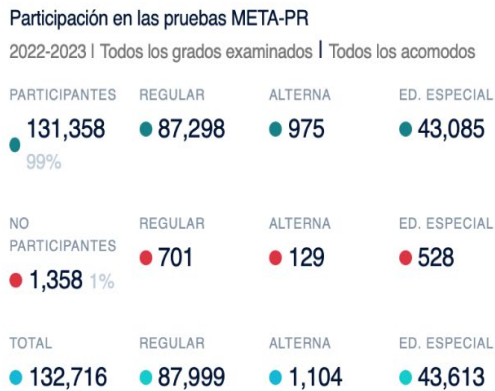 Participación en las pruebas META-PR
2022-2023 | Todos los grados examinados | Todos los acomodos
PARTICIPANTES REGULAR ALTERNA ED. ESPECIAL
131,358 87,298 975 43,085
99%
NO PARTICIPANTES REGULAR ALTERNA ED. ESPECIAL
1,358 1% 701 129 528
TOTAL REGULAR ALTERNA ED. ESPECIAL
132,716 87,999 1,104 43,613